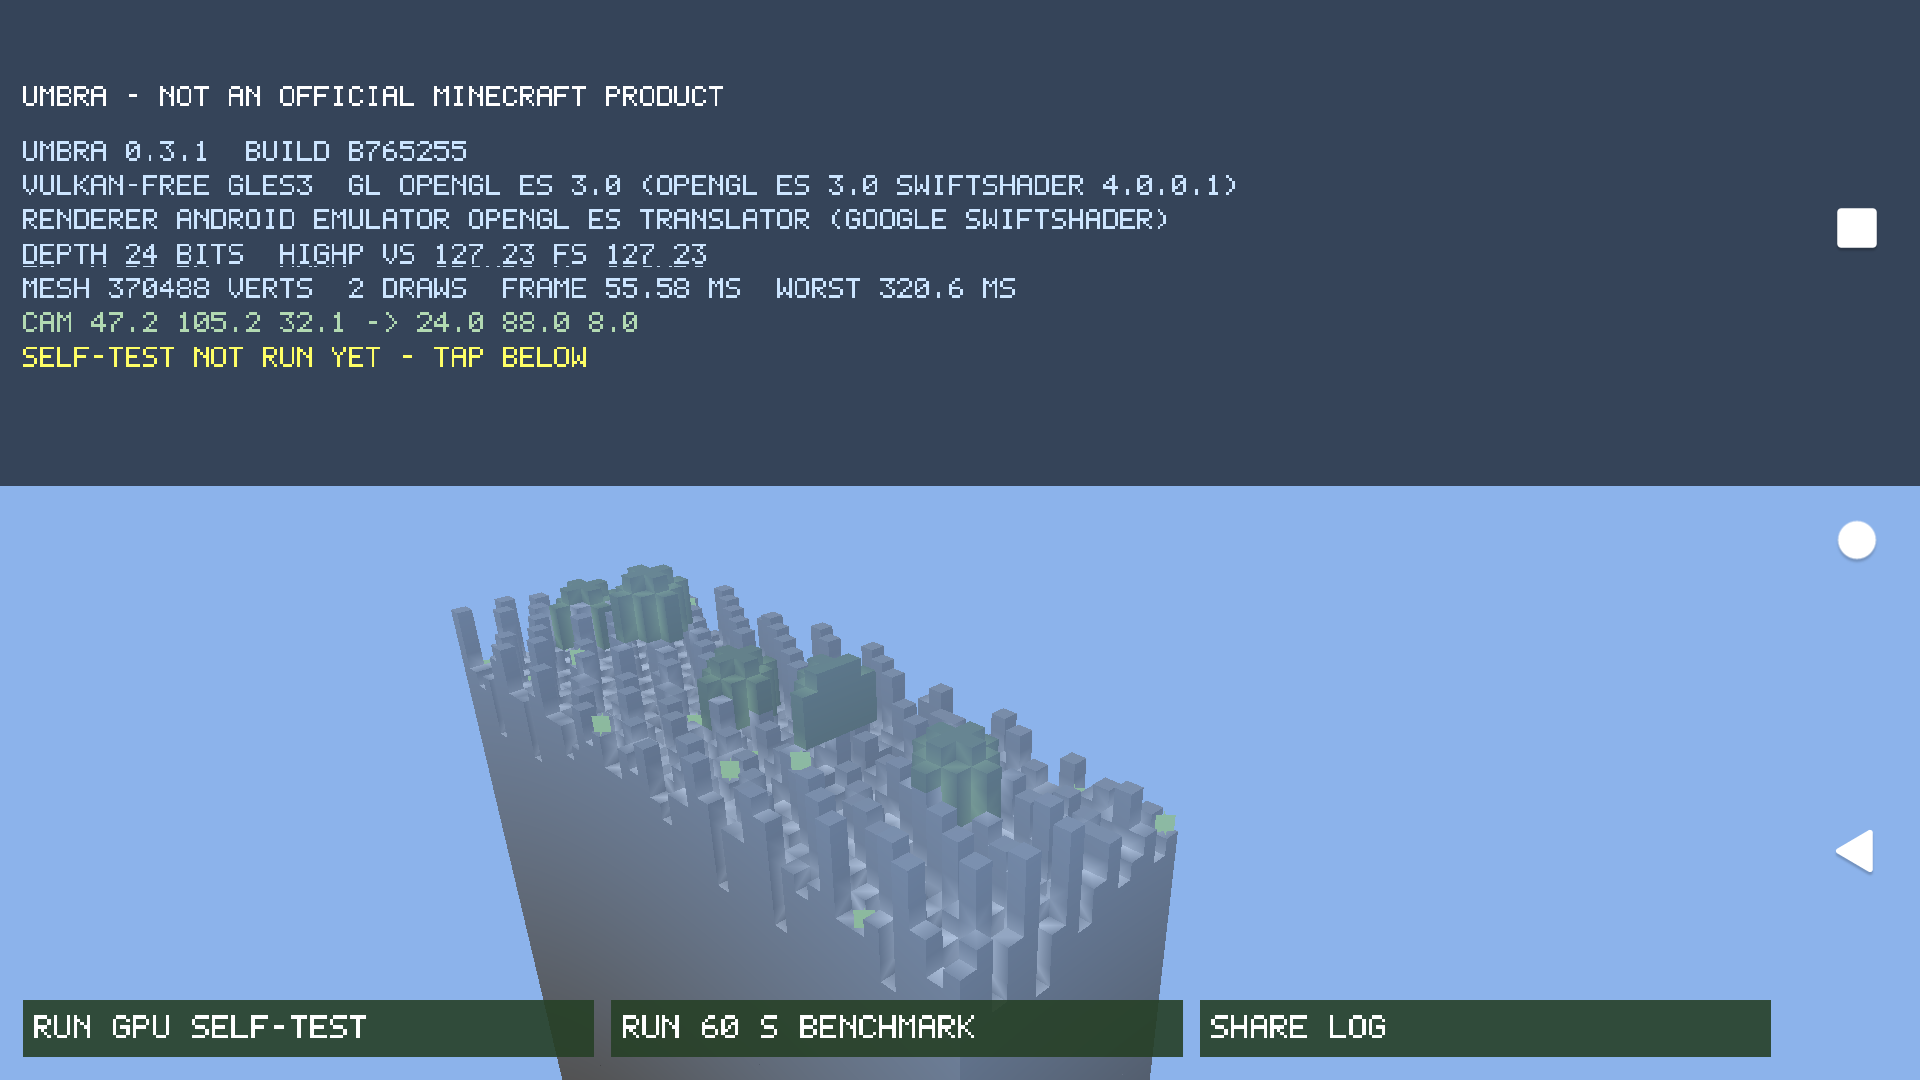 UMBRA - NOT AN OFFICIAL MINECRAFT PRODUCT
UMBRA 0.3.1 BUILD B765255
VULKAN-FREE GLES3 GL OPENGL ES 3.0 (OPENGL ES 3.0 SWIFTSHADER 4.0.0.1)
RENDERER ANDROID EMULATOR OPENGL ES TRANSLATOR (GOOGLE SWIFTSHADER)
DEPTH 24 BITS HIGHP VS 127 23 FS 127 23
MESH 370488 VERTS 2 DRAWS FRAME 55.58 MS WORST 320.6 MS
CAM 47.2 105.2 32.1 -> 24.0 88.0 8.0
SELF-TEST NOT RUN YET - TAP BELOW
RUN GPU SELF-TEST
RUN 60 S BENCHMARK
SHARE LOG